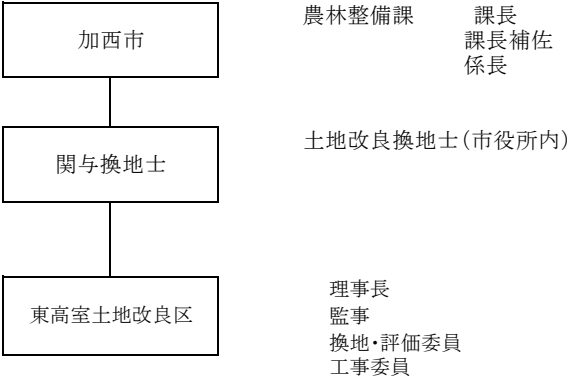 加西市
農林整備課　課長
課長補佐
係長
関与換地士
土地改良換地士（市役所内）
東高室土地改良区
理事長
監事
換地・評価委員
工事委員